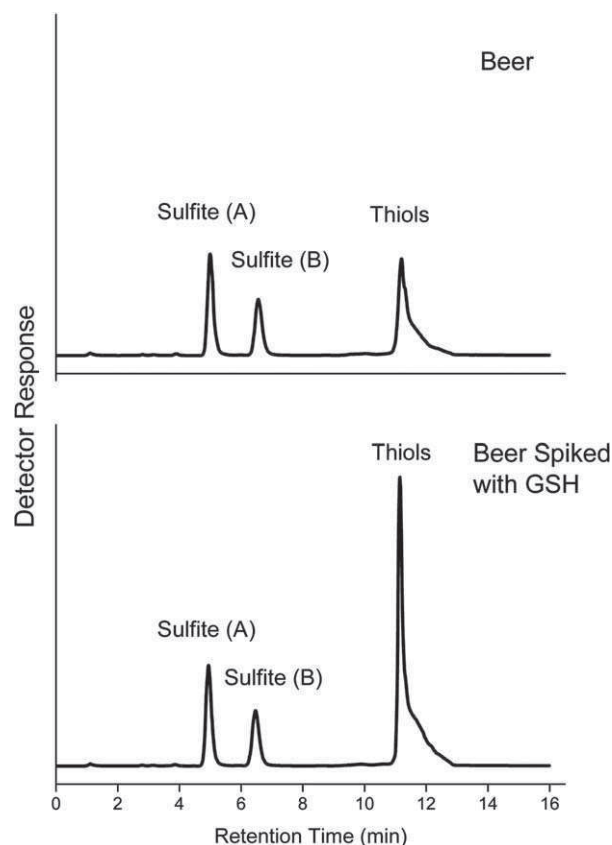 Beer
Sulfite (A)
Thiols
Sulfite (B)
Detector Response
Thiols
Beer Spiked
with GSH
Sulfite (A)
Sulfite (B)
0 2 4 6 8 10 12 14 16
Retention Time (min)